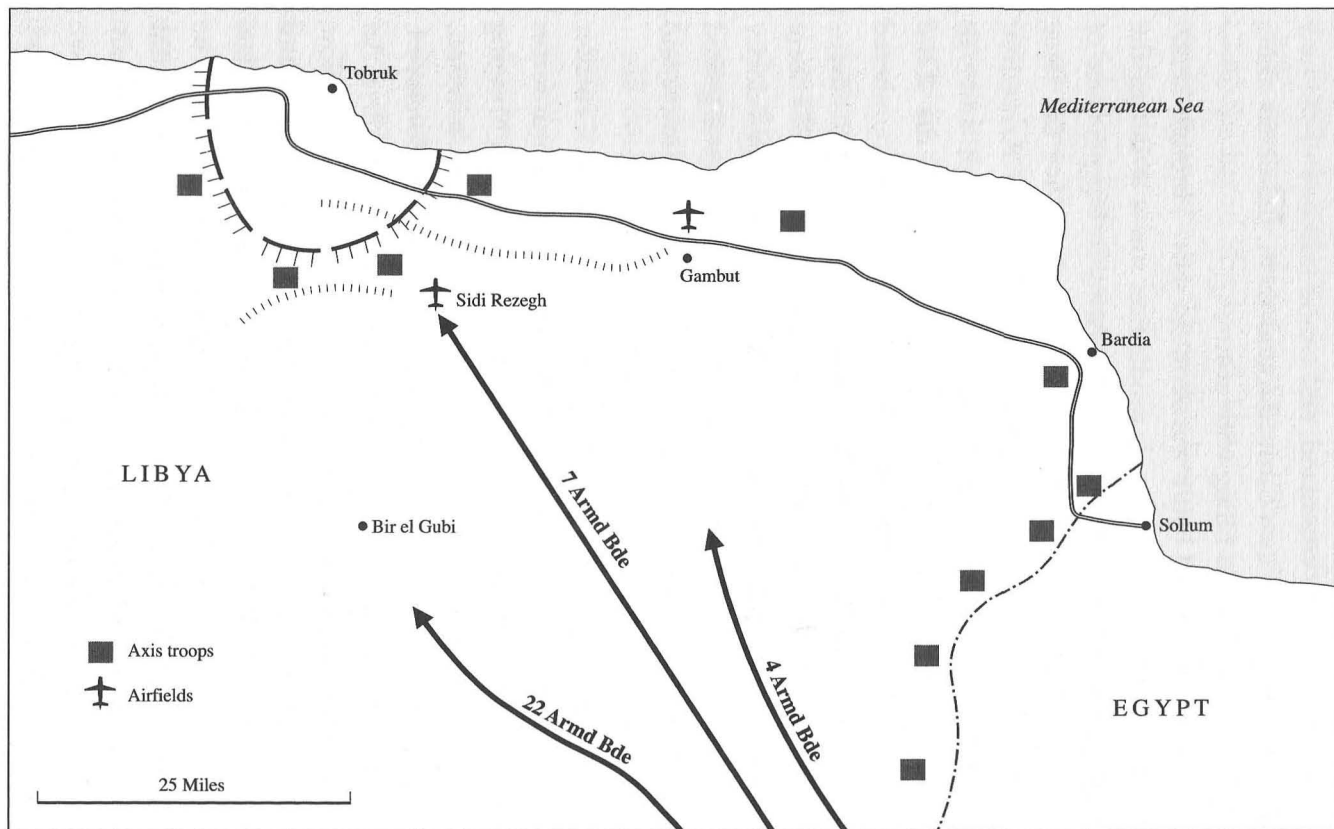 Tobruk
Mediterranean Sea
Gambut
Sidi Rezegh
Bardia
LIBYA
7 Armd Bde
Bir el Gubi
Sollum
Axis troops
4 Armd Bde
Airfields
22 Armd Bde
EGYPT
25 Miles